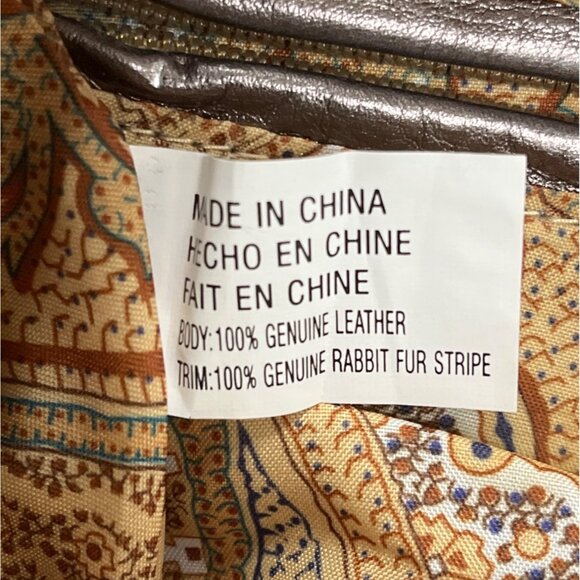 MADE IN CHINA
HECHO EN CHINE
FAIT EN CHINE
BODY:100% GENUINE LEATHER
TRIM:100% GENUINE RABBIT FUR STRIPE